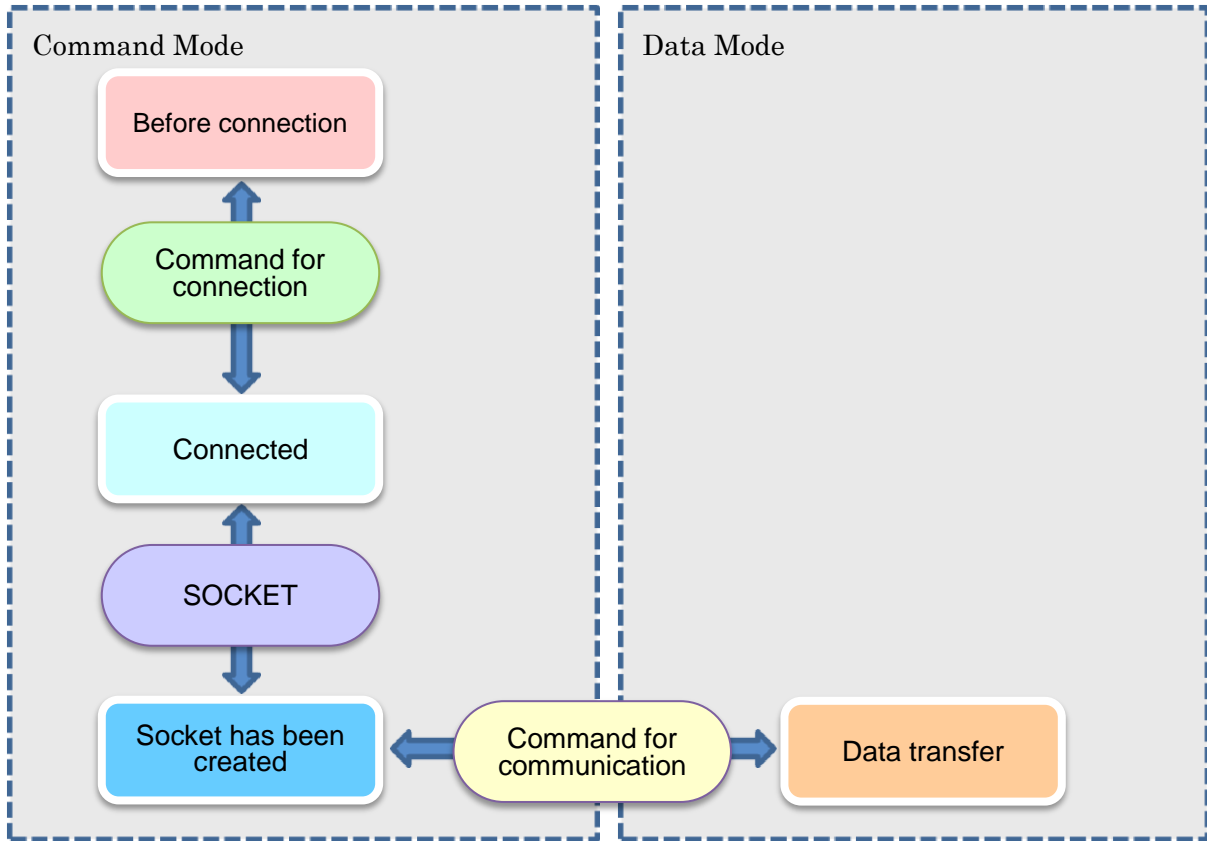 Command Mode
Data Mode
Before connection
Command for
connection
Connected
SOCKET
Socket has been
created
Command for
communication
Data transfer